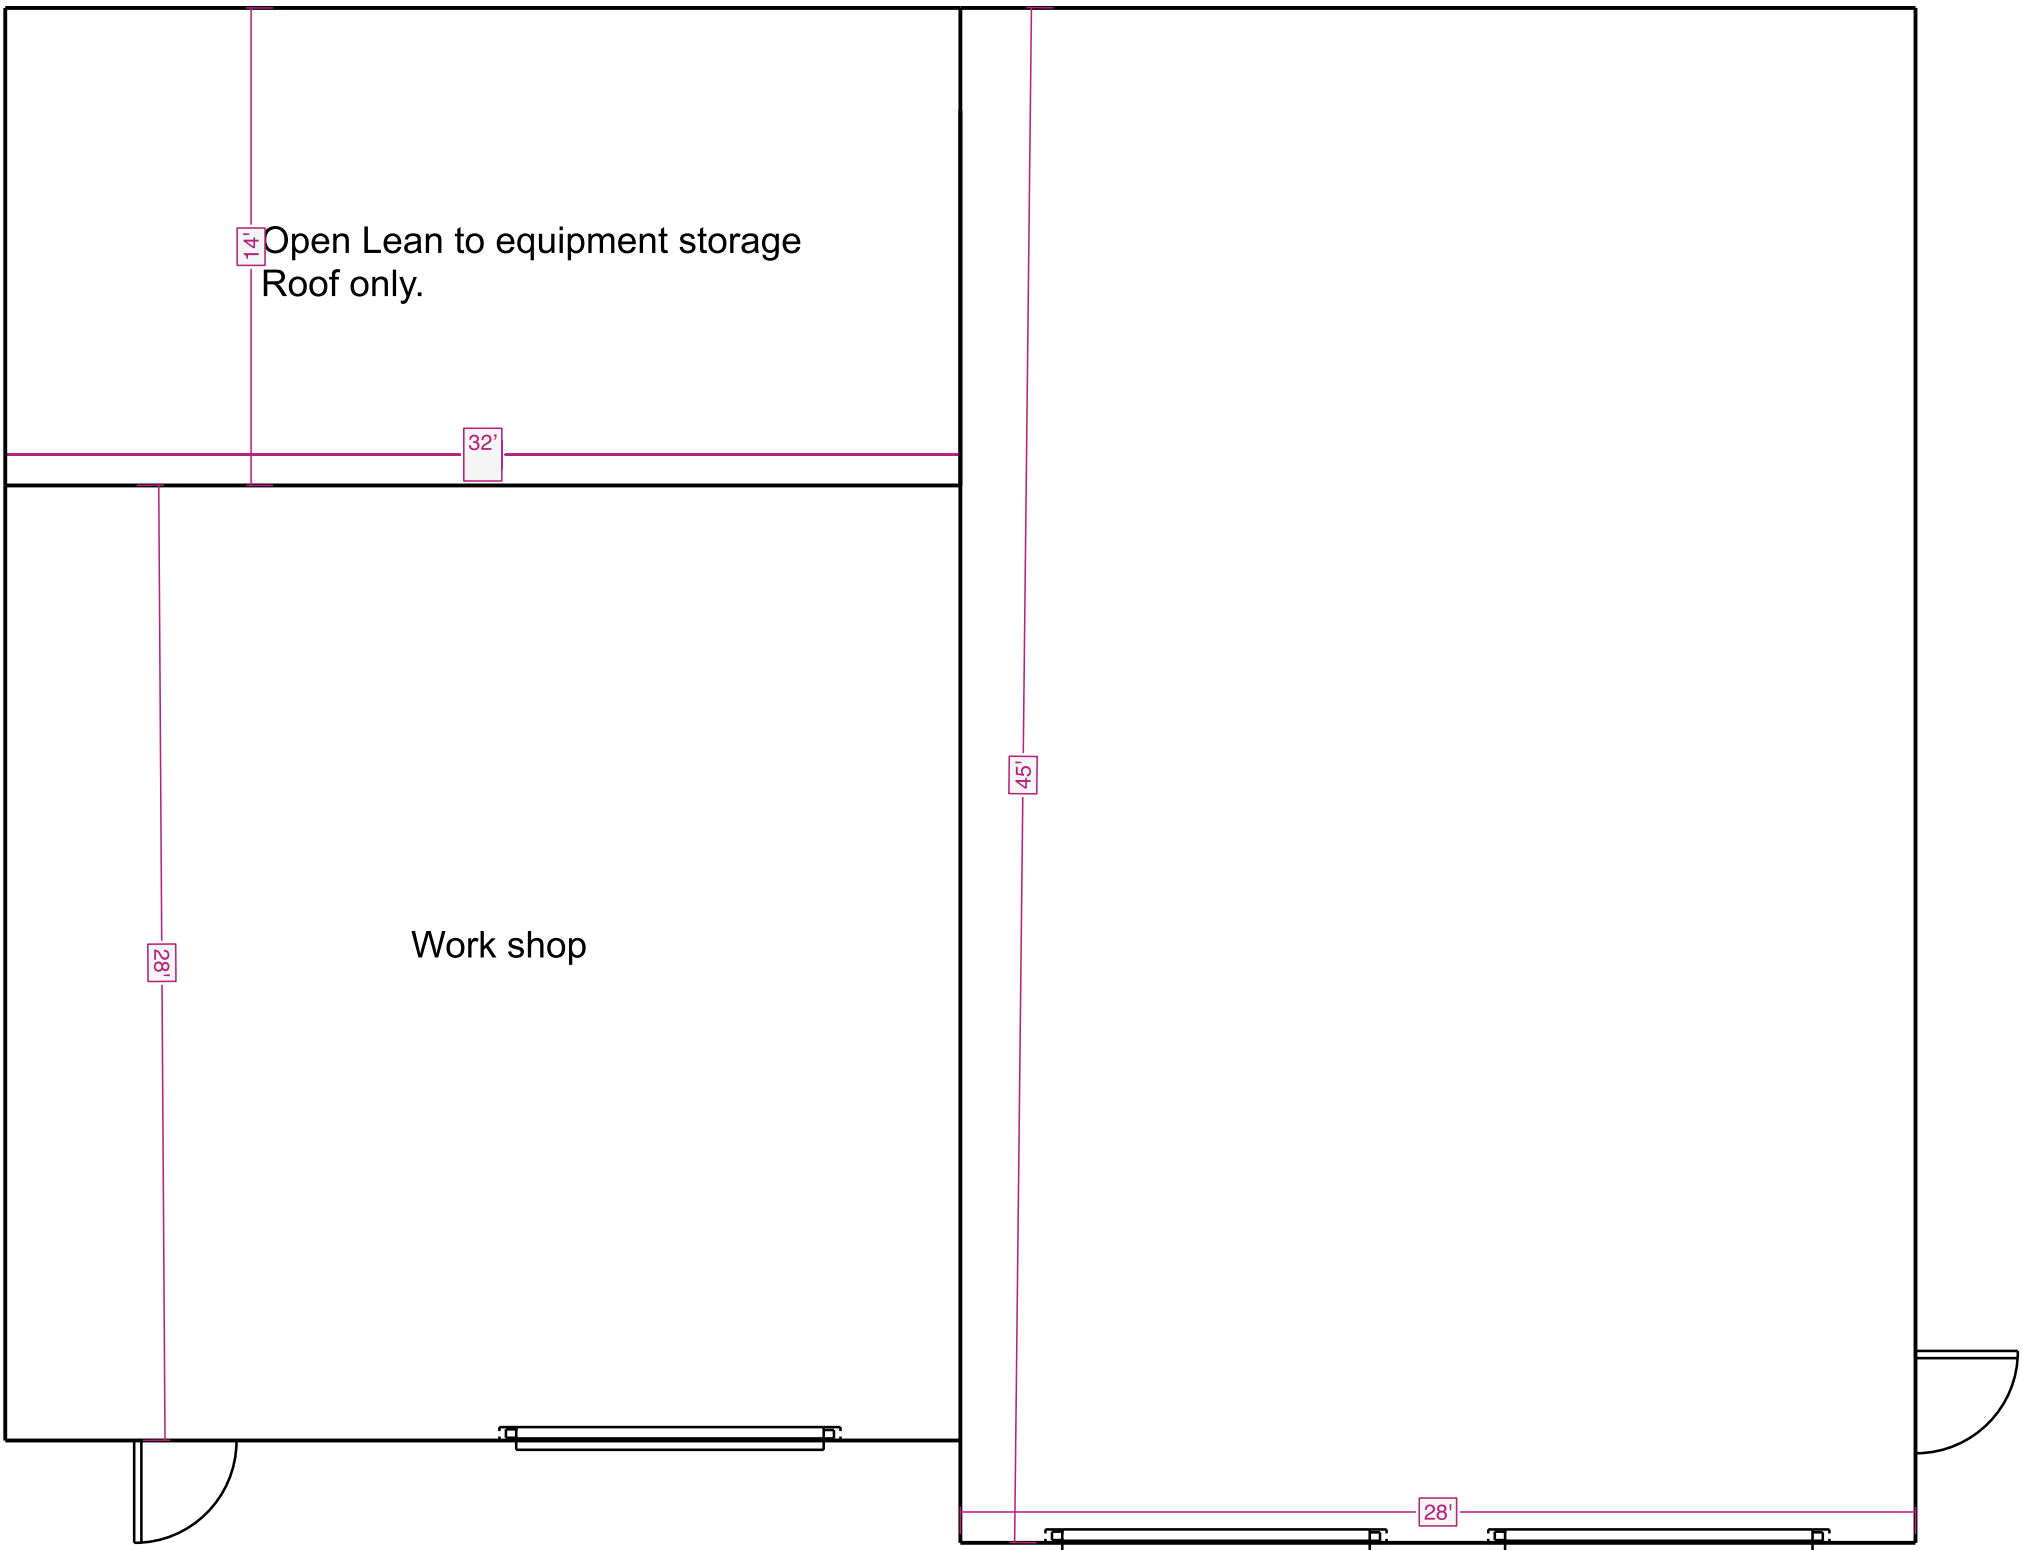 14'
Open Lean to equipment storage
Roof only.
32’
45'
Work shop
28'
28'